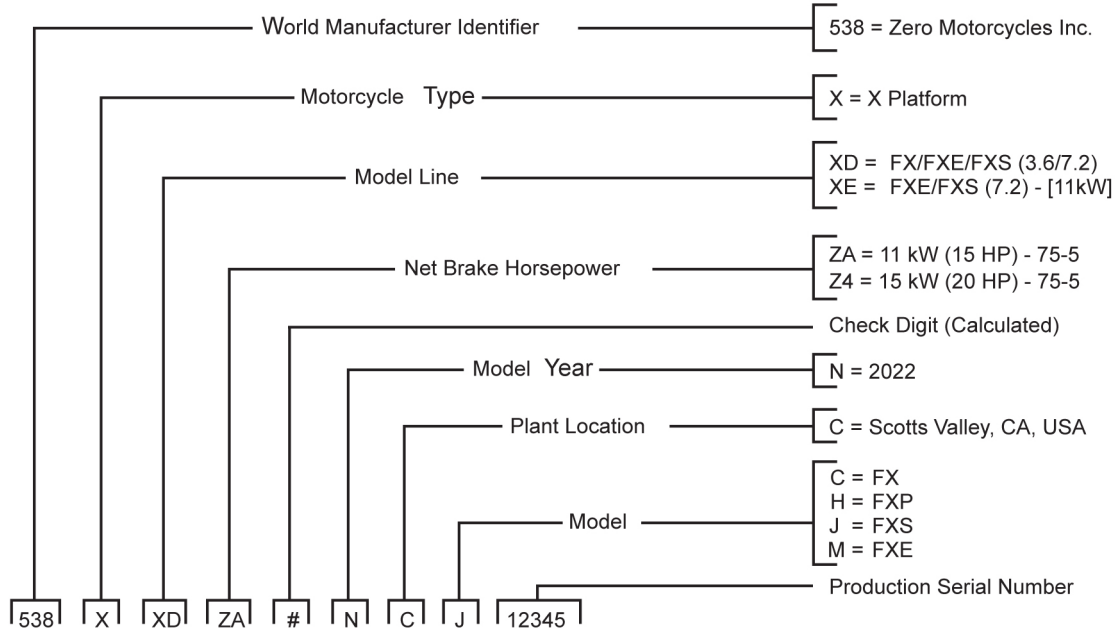 World Manufacturer Identifier 538 = Zero Motorcycles Inc.
Motorcycle Type X = X Platform
XD = FX/FXE/FXS (3.6/7.2)
Model Line
XE = FXE/FXS (7.2) - [11kW]
ZA = 11 kW (15 HP) - 75-5
Net Brake Horsepower
Z4 = 15 kW (20 HP) - 75-5
Check Digit (Calculated)
Model Year N = 2022
Plant Location C = Scotts Valley, CA, USA
C = FX
H = FXP
Model
J = FXS
M = FXE
Production Serial Number
538 X XD ZA # N C J 12345